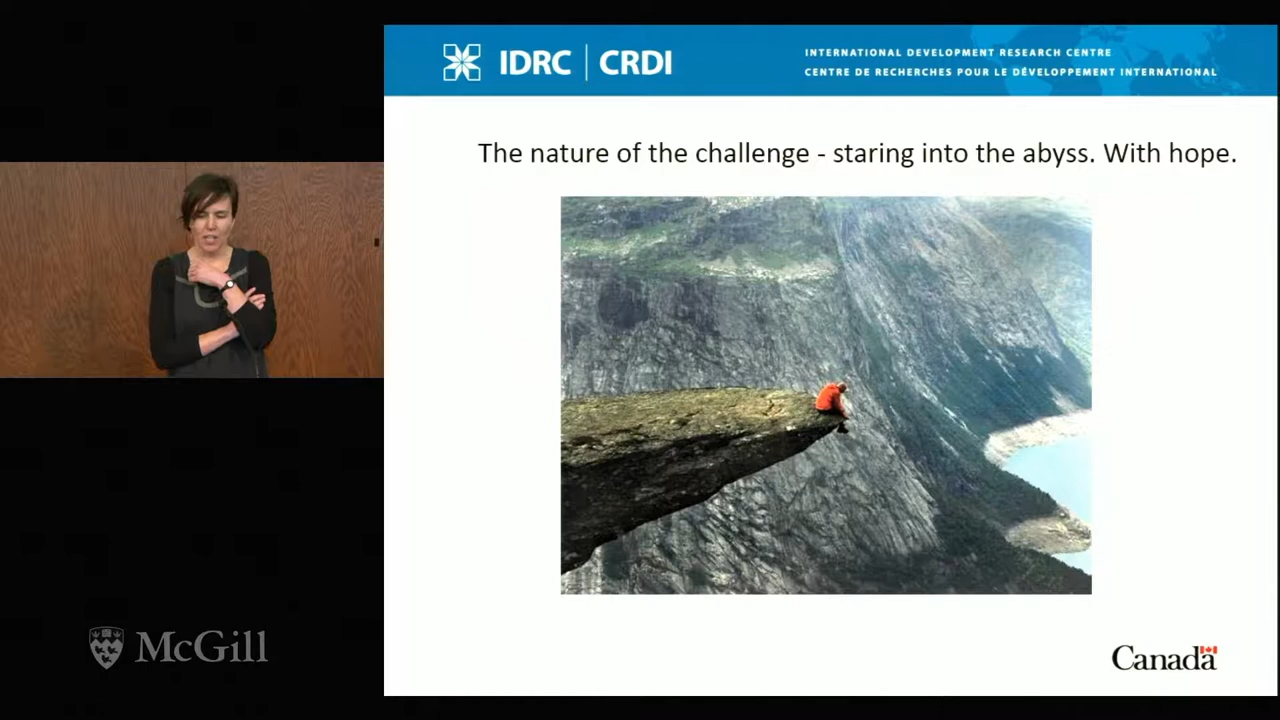 IDRC | CRDI
INTERNATIONAL DEVELOPMENT RESEARCH CENTRE
CENTRE DE RECHERCHES POUR LE DÉVELOPPEMENT INTERNATIONAL
The nature of the challenge - staring into the abyss. With hope.
McGill
Canada